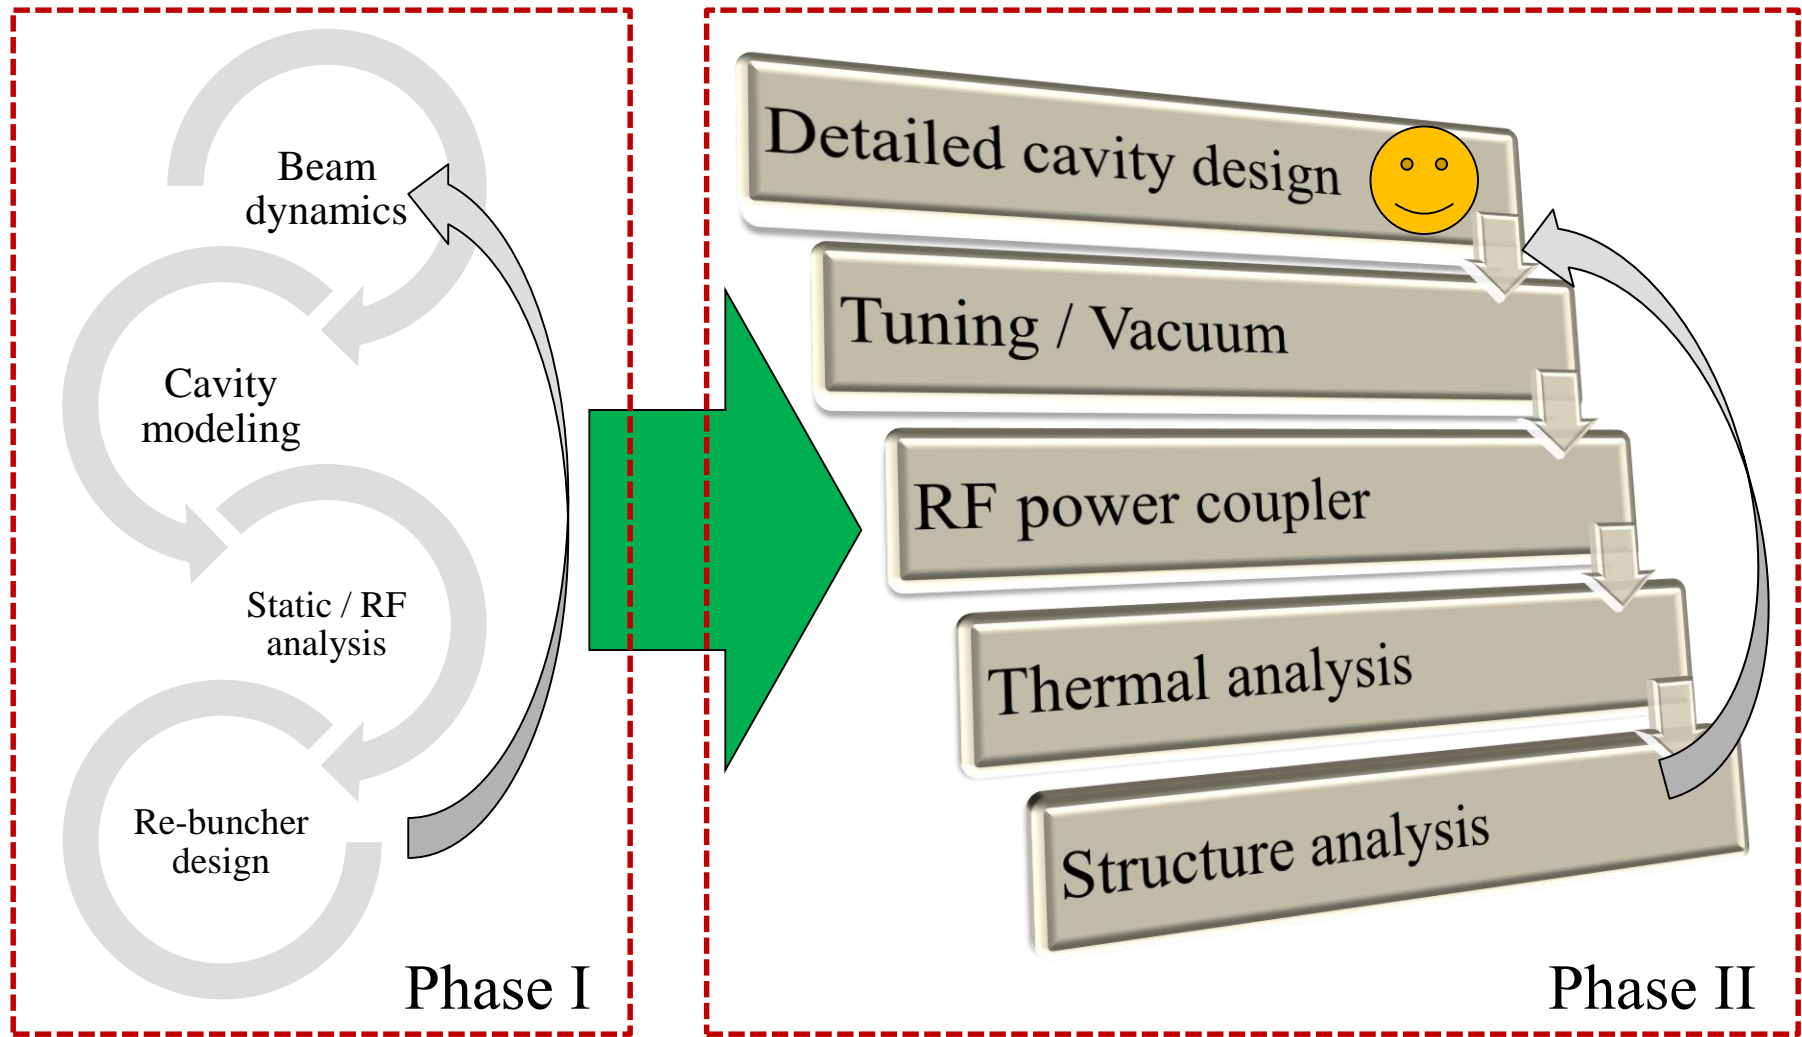 Beam
dynamics
Cavity
modeling
Static / RF
analysis
Re-buncher
design
Phase I
Detailed cavity design
Tuning / Vacuum
RF power coupler
Thermal analysis
Structure analysis
Phase II